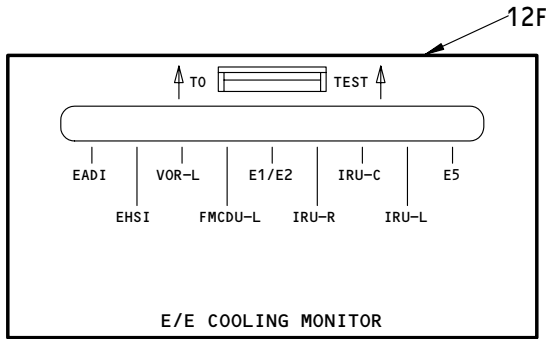 12F
TO TEST
EADI VOR-L E1/E2 IRU-C E5
EHSI FMCDU-L IRU-R IRU-L
E/E COOLING MONITOR